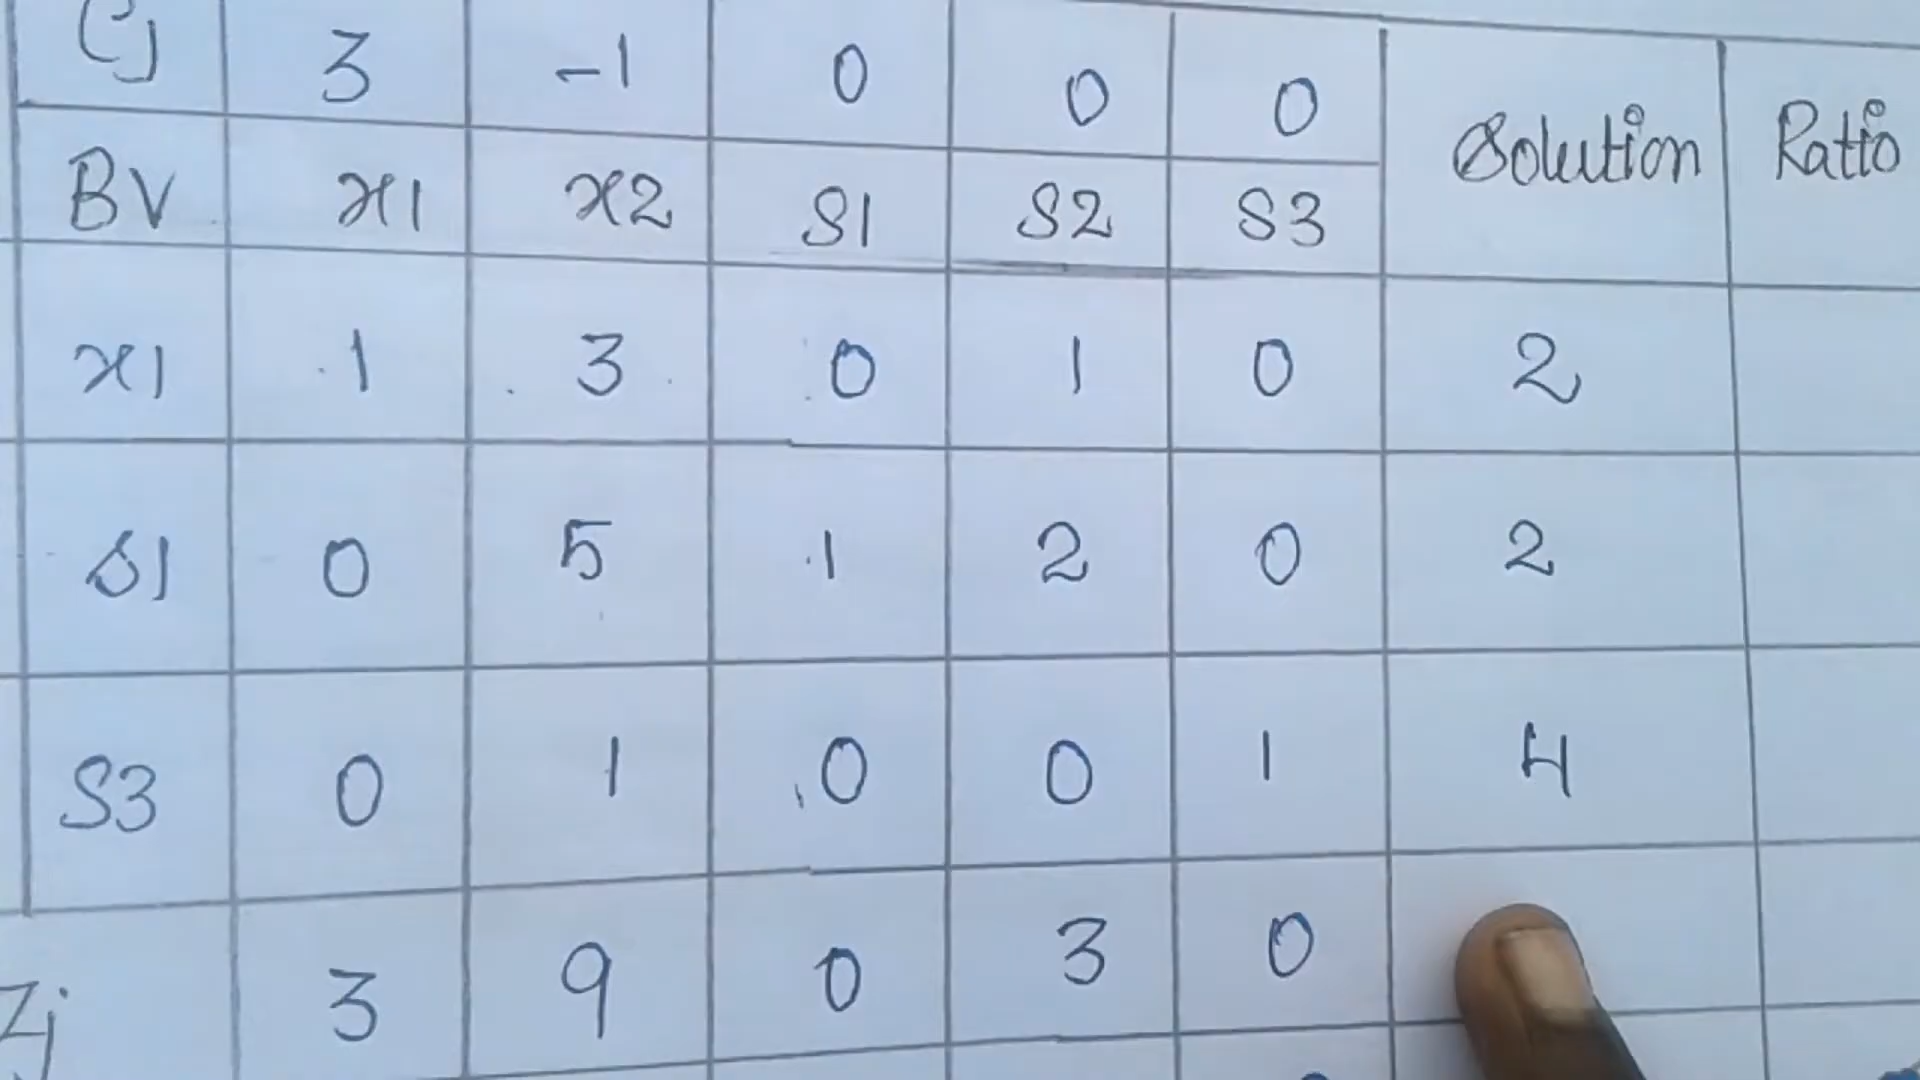 Cj 3 -1 0 0 0 Solution Ratio
BV x1 x2 S1 S2 S3
x1 1 3 0 1 0 2
S1 0 5 1 2 0 2
S3 0 1 0 0 1 4
Zj 3 9 0 3 0